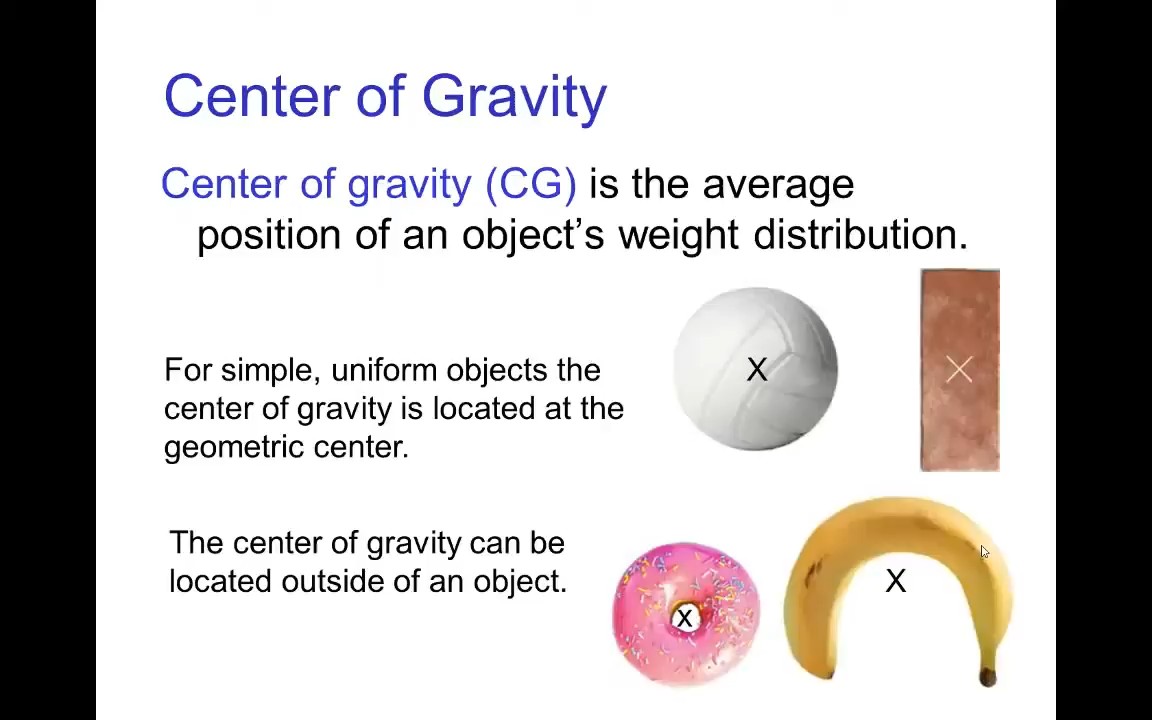 Center of Gravity
Center of gravity (CG) is the average
position of an object’s weight distribution.
For simple, uniform objects the
center of gravity is located at the
geometric center.
X
X
The center of gravity can be
located outside of an object.
x
X